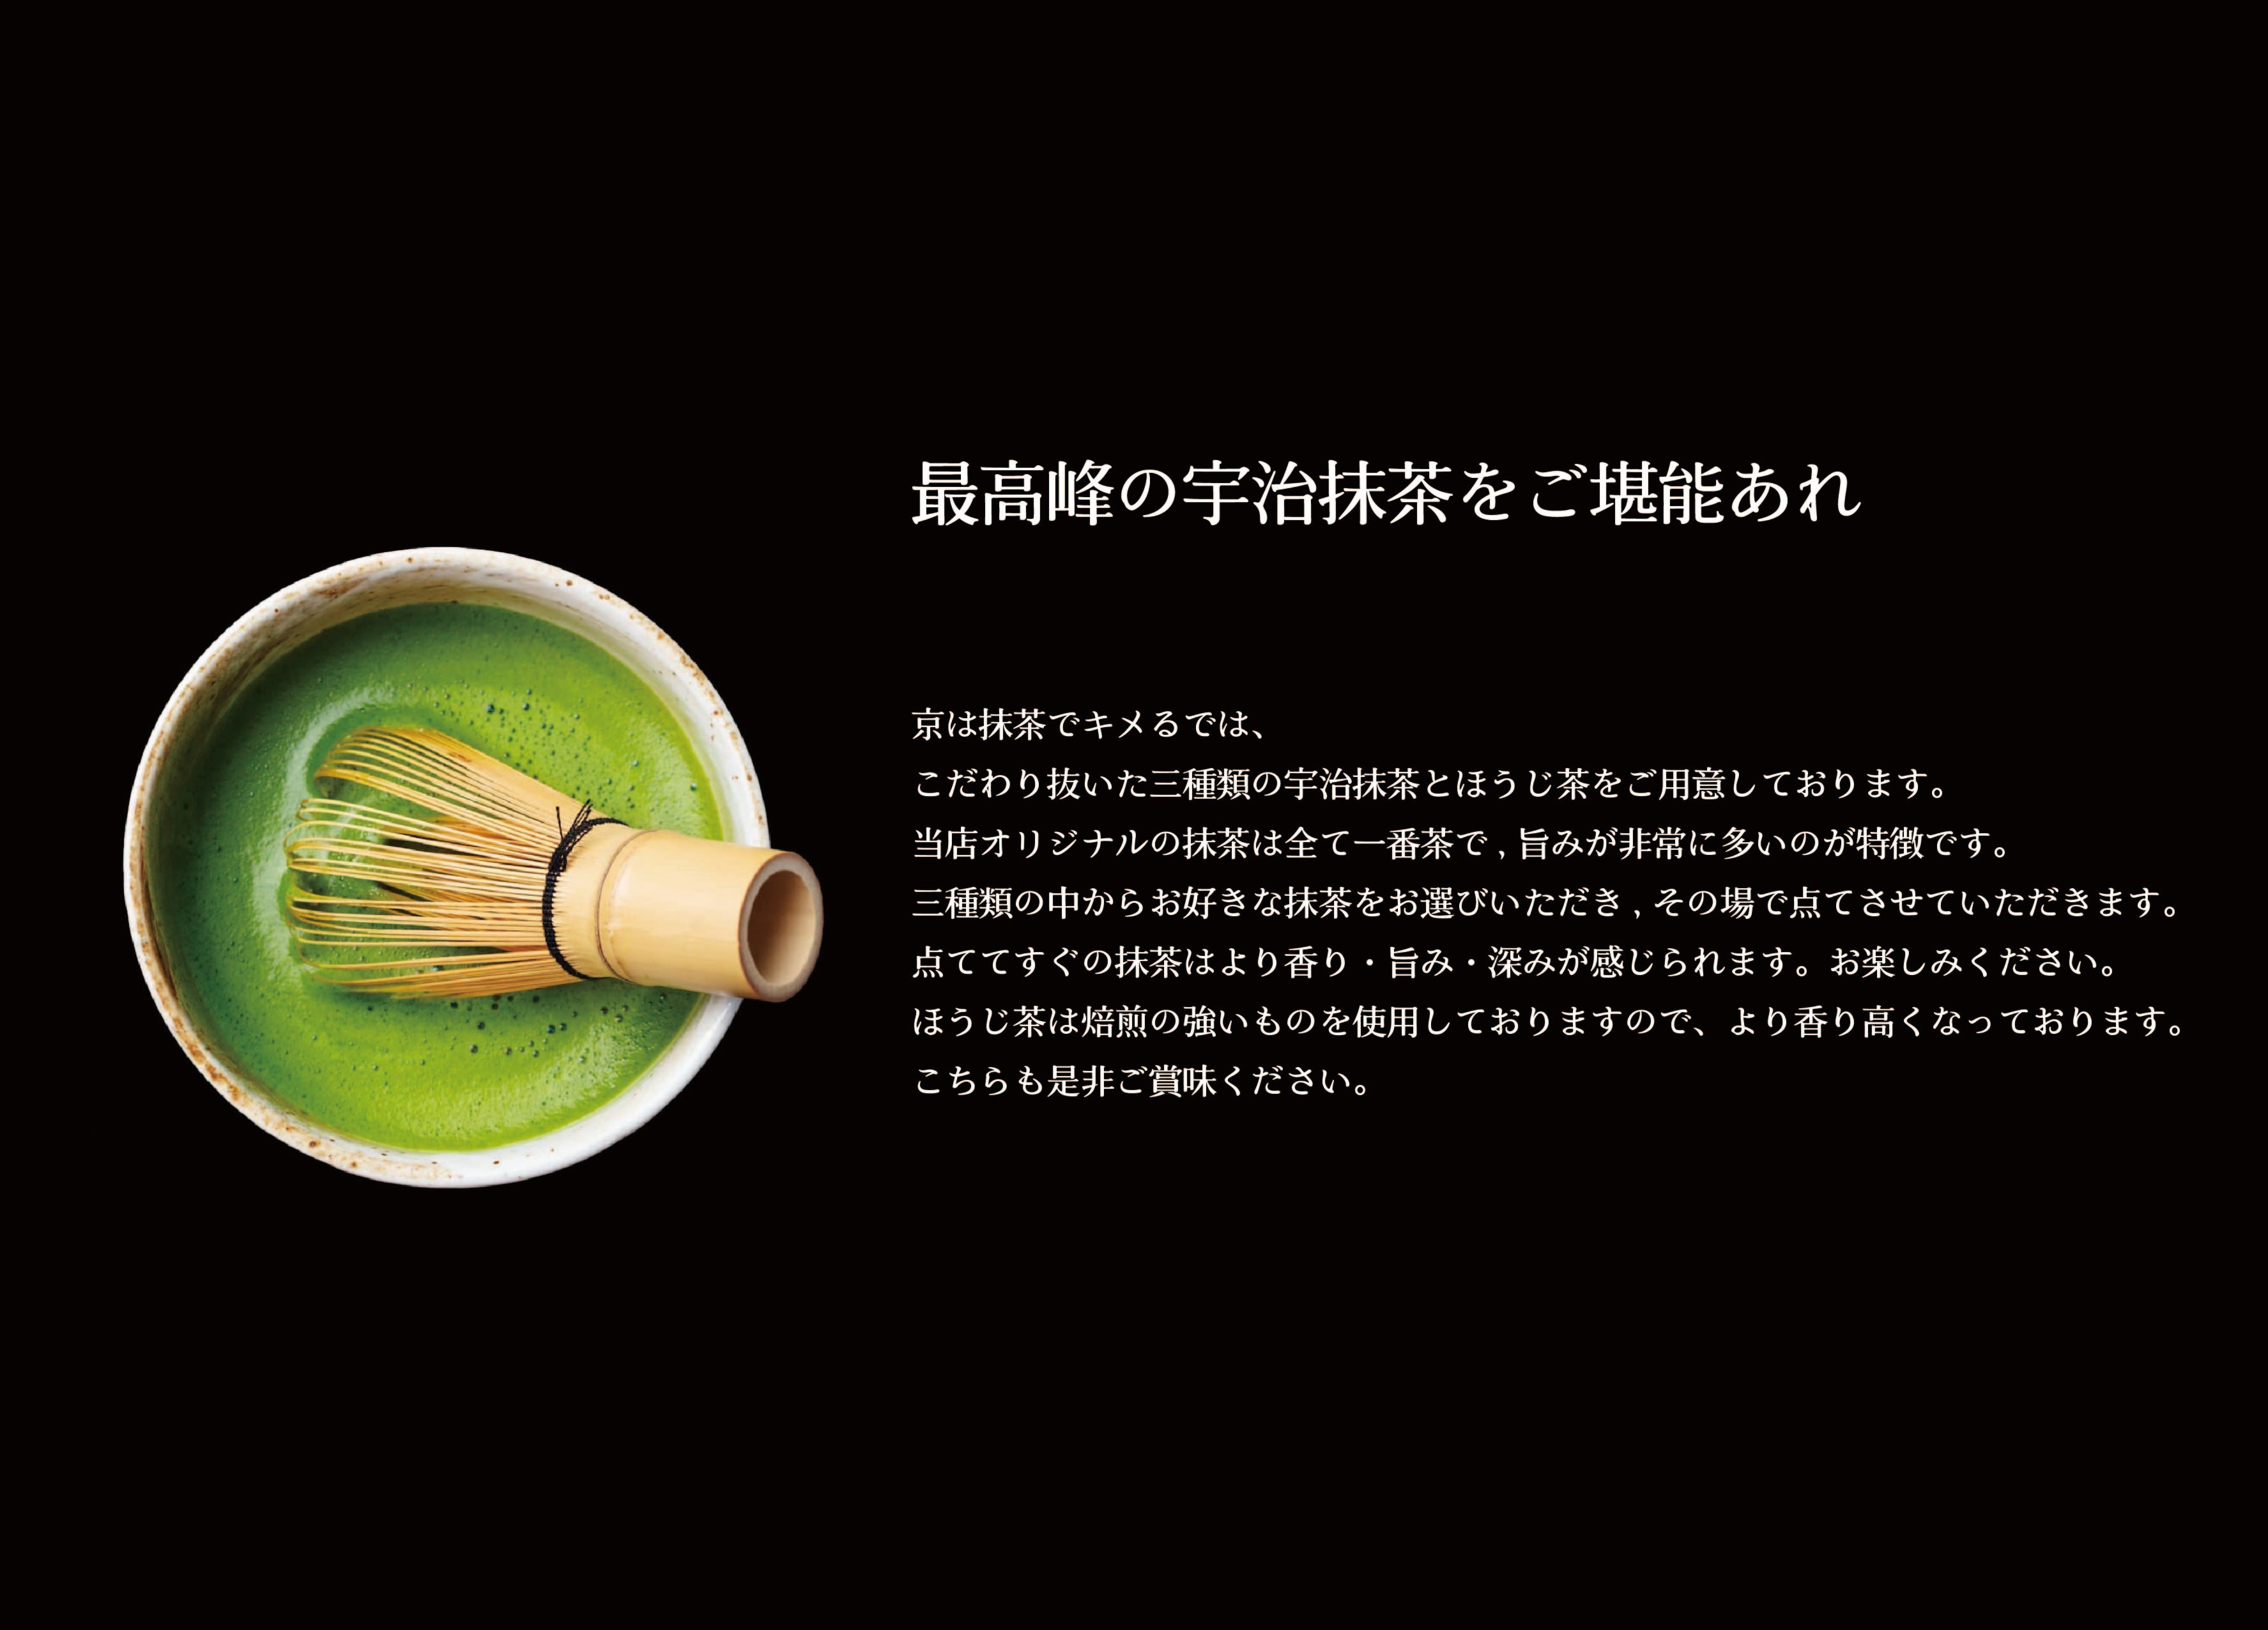 最高峰の宇治抹茶をご堪能あれ
京は抹茶でキメるでは、
こだわり抜いた三種類の宇治抹茶とほうじ茶をご用意しております。
当店オリジナルの抹茶は全て一番茶で , 旨みが非常に多いのが特徴です。
三種類の中からお好きな抹茶をお選びいただき , その場で点てさせていただきます。
点ててすぐの抹茶はより香り・旨み・深みが感じられます。お楽しみください。
ほうじ茶は焙煎の強いものを使用しておりますので、より香り高くなっております。
こちらも是非ご賞味ください。